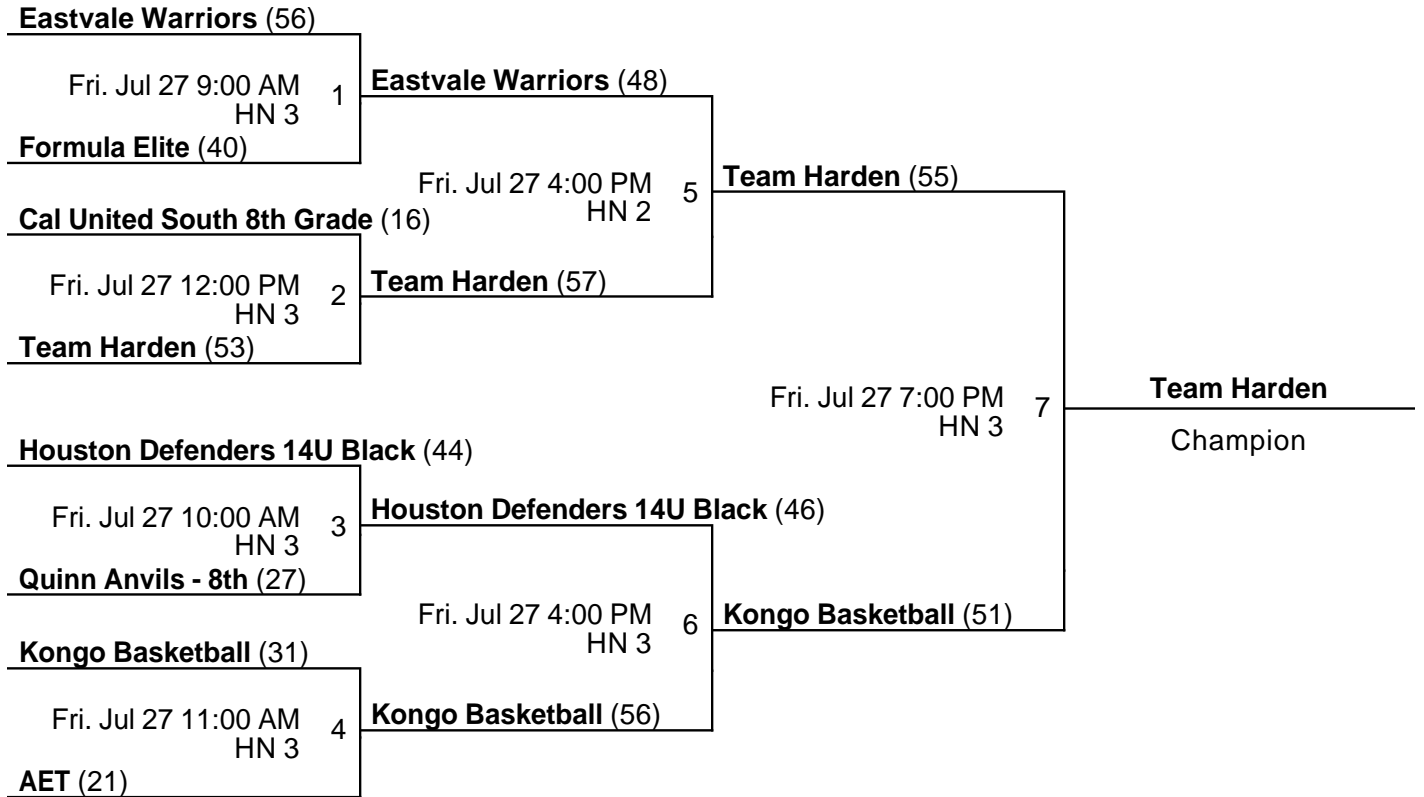 Eastvale Warriors (56)
Fri. Jul 27 9:00 AM
HN 3
1
Formula Elite (40)
Eastvale Warriors (48)
Cal United South 8th Grade (16)
Fri. Jul 27 12:00 PM
HN 3
2
Team Harden (53)
Team Harden (57)
Fri. Jul 27 4:00 PM
HN 2
5
Team Harden (55)
Houston Defenders 14U Black (44)
Fri. Jul 27 10:00 AM
HN 3
3
Quinn Anvils - 8th (27)
Houston Defenders 14U Black (46)
Kongo Basketball (31)
Fri. Jul 27 11:00 AM
HN 3
4
AET (21)
Kongo Basketball (56)
Fri. Jul 27 4:00 PM
HN 3
6
Kongo Basketball (51)
Fri. Jul 27 7:00 PM
HN 3
7
Team Harden
Champion